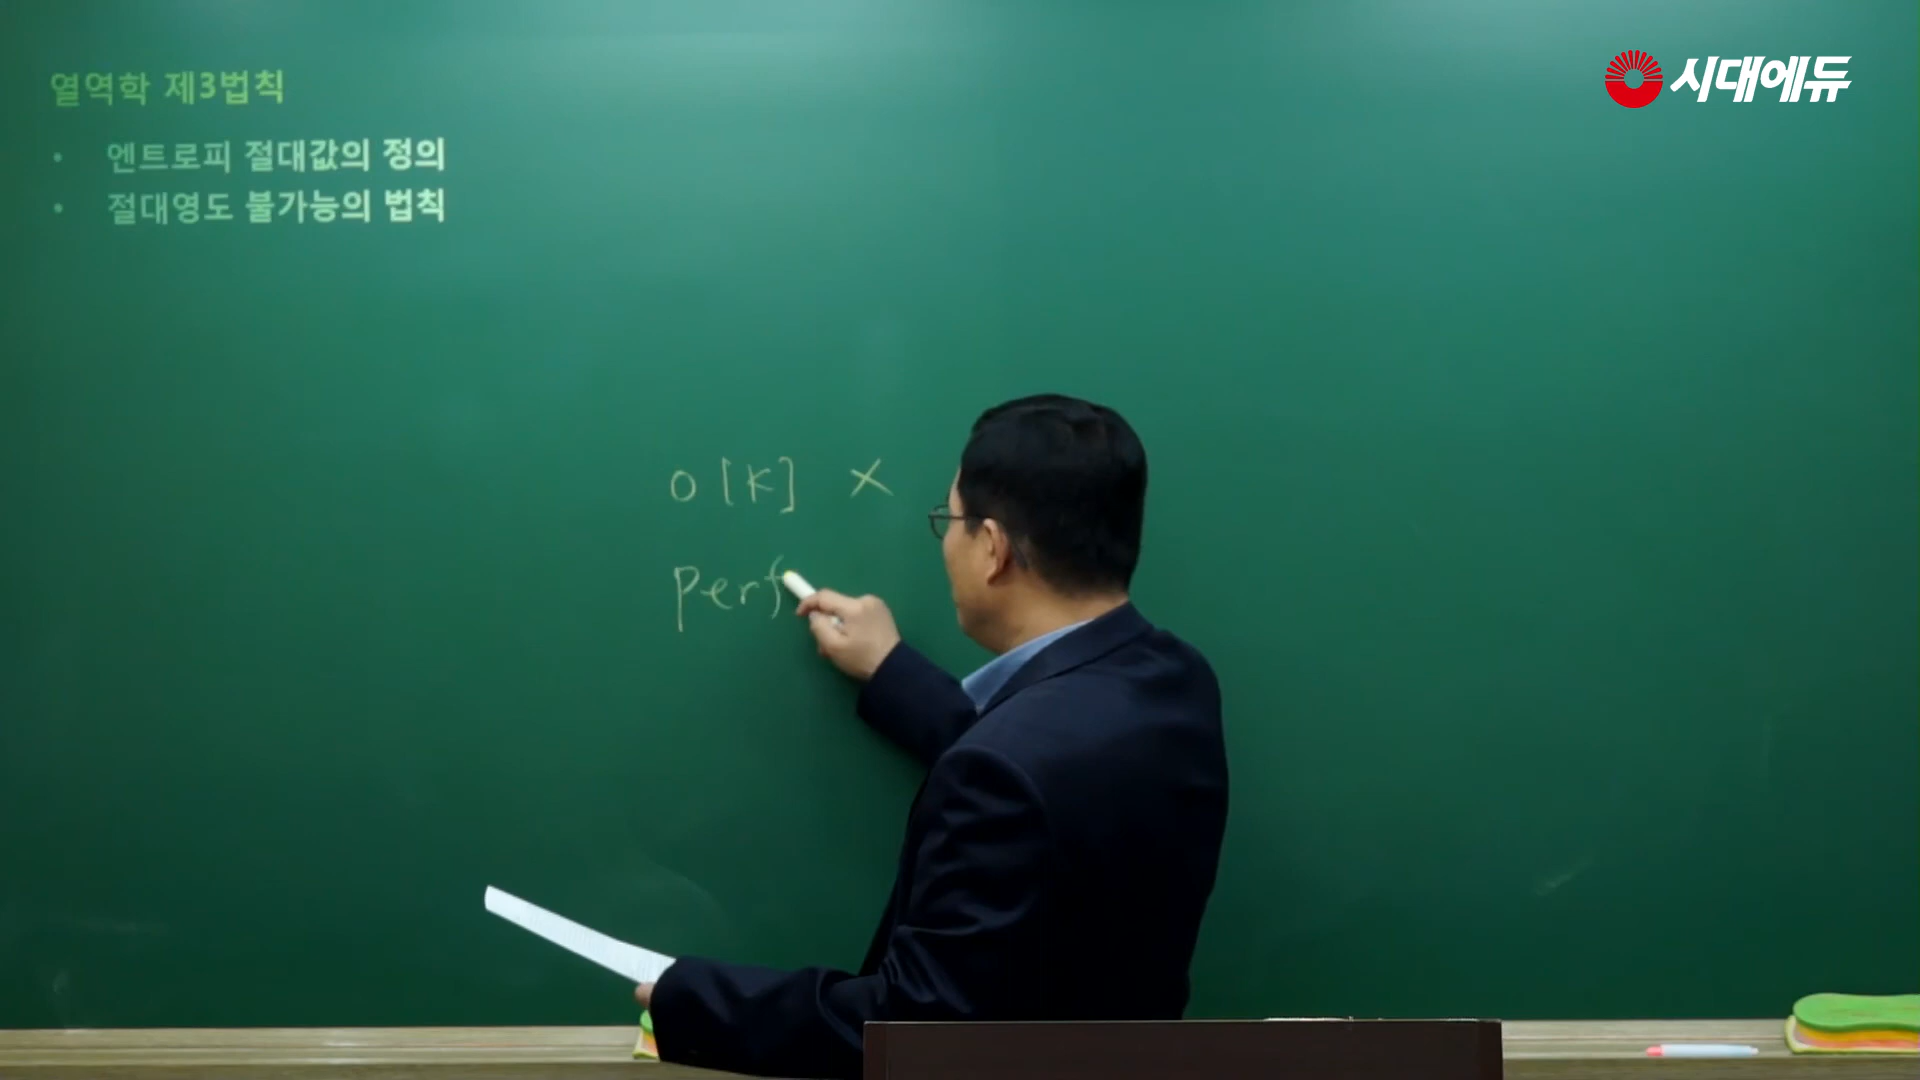 시대에듀
열역학 제3법칙
• 엔트로피 절대값의 정의
• 절대영도 불가능의 법칙
0 [K] ×
perf